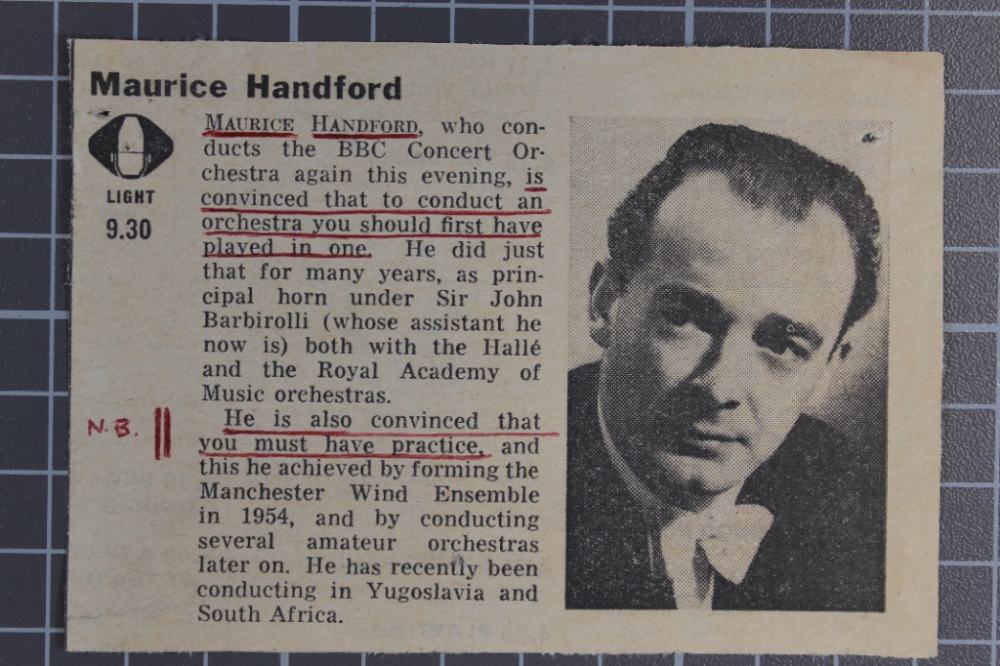 Maurice Handford
LIGHT
9.30
MAURICE HANDFORD, who con-
ducts the BBC Concert Or-
chestra again this evening, is
convinced that to conduct an
orchestra you should first have
played in one. He did just
that for many years, as prin-
cipal horn under Sir John
Barbirolli (whose assistant he
now is) both with the Hallé
and the Royal Academy of
Music orchestras.
N.B.
He is also convinced that
you must have practice, and
this he achieved by forming the
Manchester Wind Ensemble
in 1954, and by conducting
several amateur orchestras
later on. He has recently been
conducting in Yugoslavia and
South Africa.